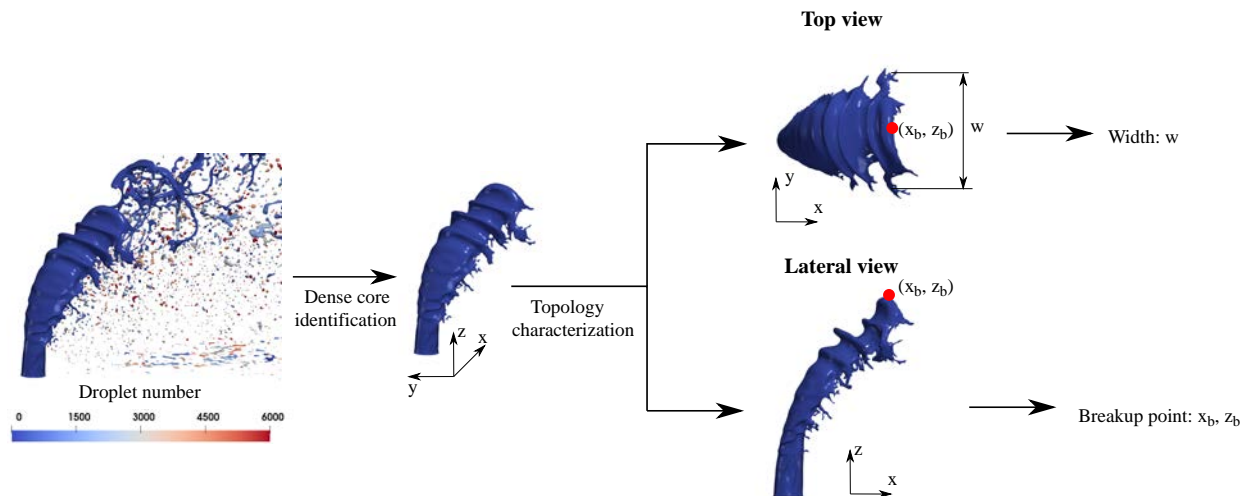 Top view
(x_b, z_b)
w
Width: w
y
x
Dense core
identification
Topology
characterization
z
x
y
Lateral view
(x_b, z_b)
Droplet number
0 1500 3000 4500 6000
z
x
Breakup point: x_b, z_b